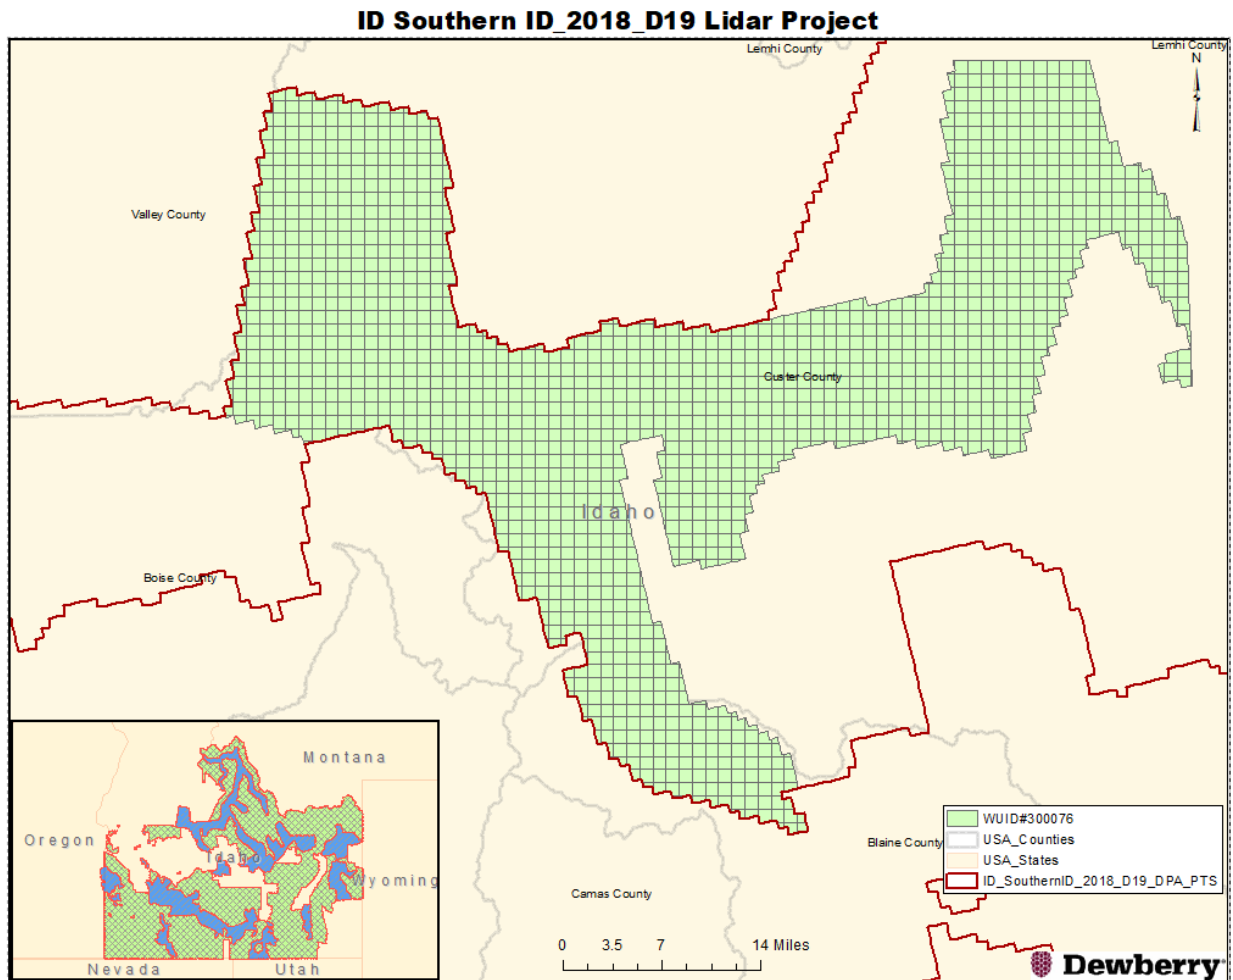 ID Southern ID_2018_D19 Lidar Project
Lemhi County
Lemhi County
N
Valley County
Custer County
Idaho
Boise County
Montana
Oregon
Idaho
Wyoming
Nevada
Utah
Blaine County
Camas County
WUID#300076
USA_Counties
USA_States
ID_SouthernID_2018_D19_DPA_PTS
0 3.5 7 14 Miles
Dewberry